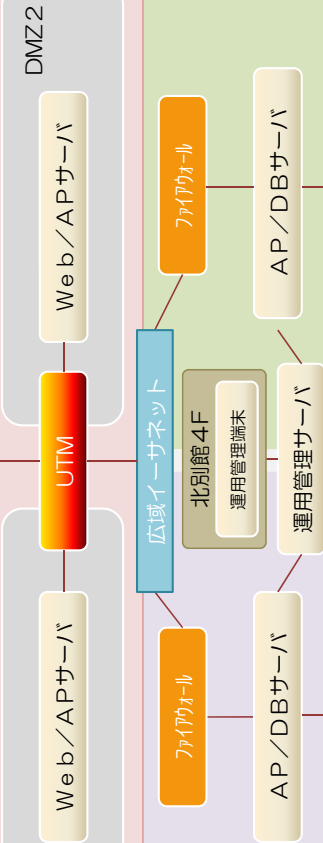 DMZ2
Web/APサーバ
UTM
Web/APサーバ
広域イーサネット
ファイアウォール
ファイアウォール
北別館4F
運用管理端末
AP/DBサーバ
運用管理サーバ
AP/DBサーバ